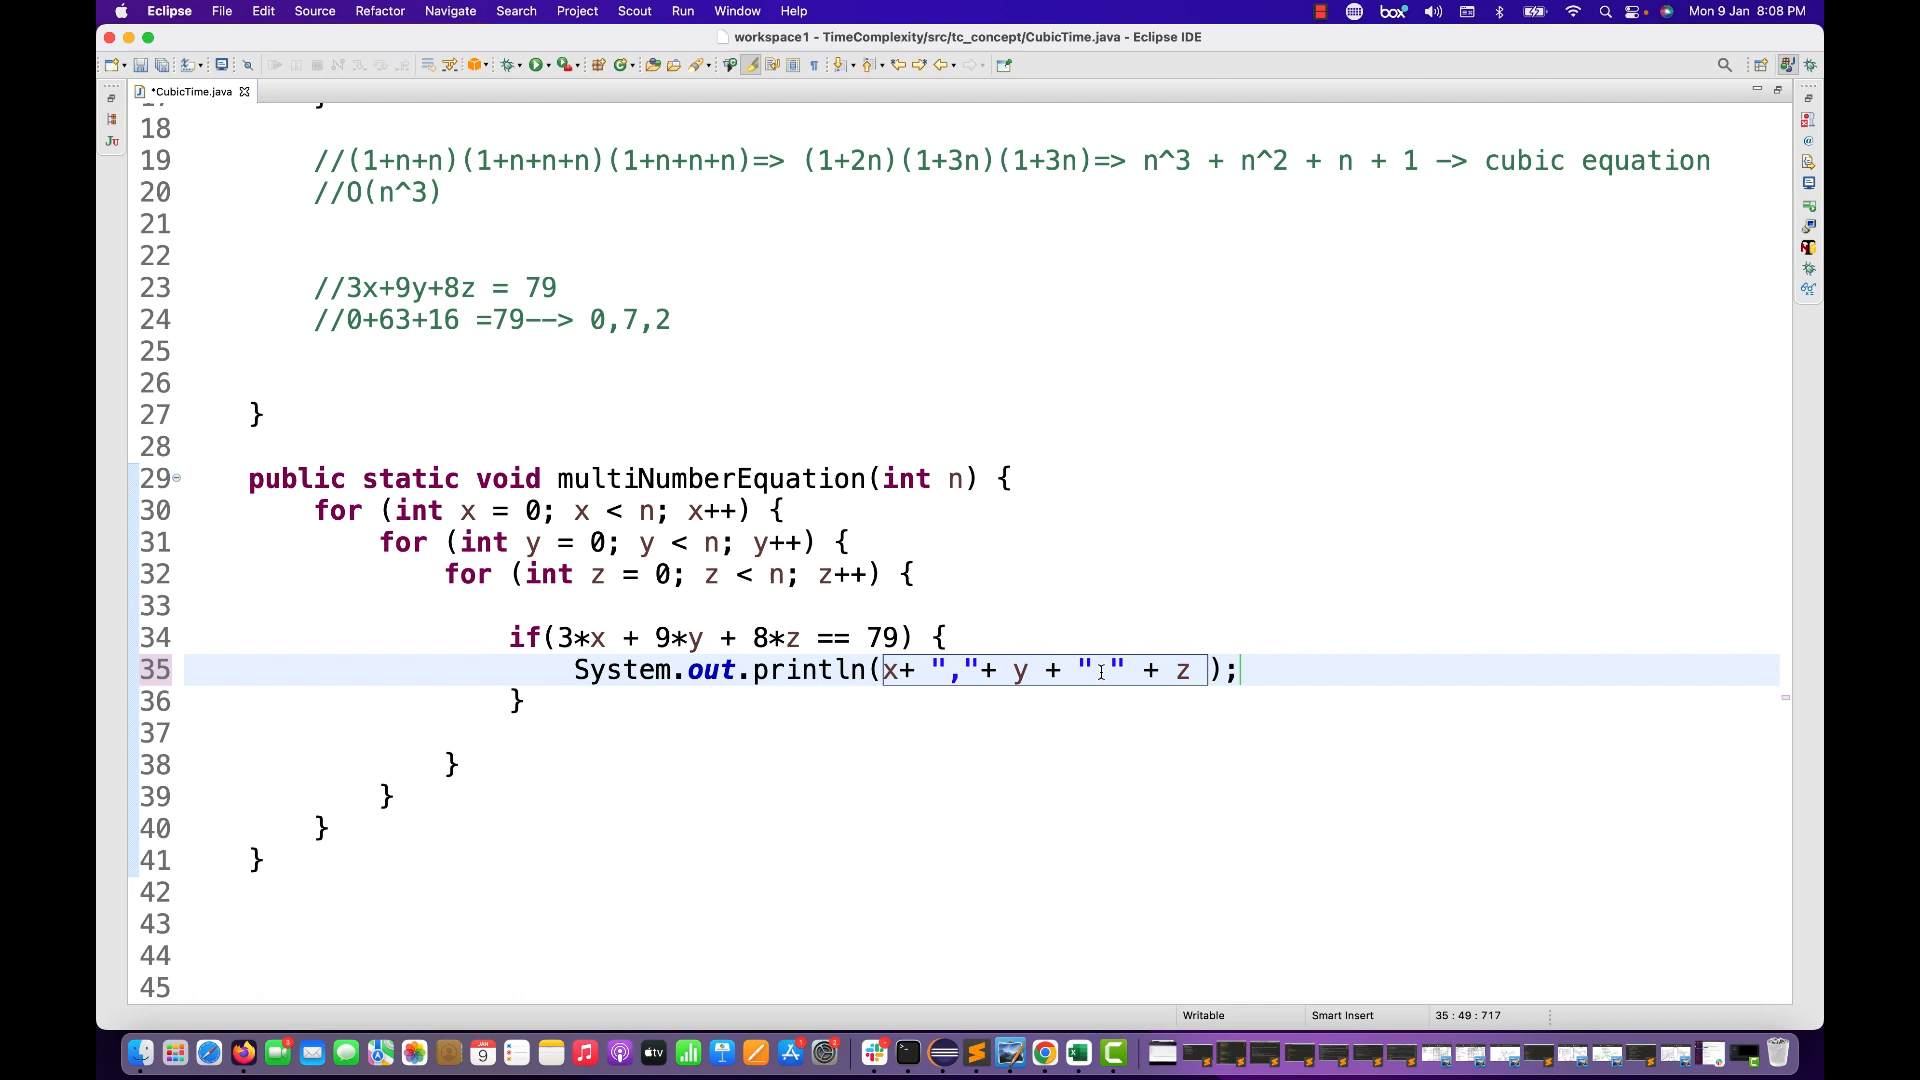 Eclipse File Edit Source Refactor Navigate Search Project Scout Run Window Help
box
Mon 9 Jan 8:08 PM
workspace1 - TimeComplexity/src/tc_concept/CubicTime.java - Eclipse IDE
*CubicTime.java
18
19 //(1+n+n)(1+n+n+n)(1+n+n+n)=> (1+2n)(1+3n)(1+3n)=> n^3 + n^2 + n + 1 -> cubic equation
20 //O(n^3)
21
22
23 //3x+9y+8z = 79
24 //0+63+16 =79--> 0,7,2
25
26
27 }
28
29 public static void multiNumberEquation(int n) {
30 for (int x = 0; x < n; x++) {
31 for (int y = 0; y < n; y++) {
32 for (int z = 0; z < n; z++) {
33
34 if(3*x + 9*y + 8*z == 79) {
35 System.out.println(x+ ","+ y + "," + z );
36 }
37
38 }
39 }
40 }
41 }
42
43
44
45
Writable Smart Insert 35 : 49 : 717